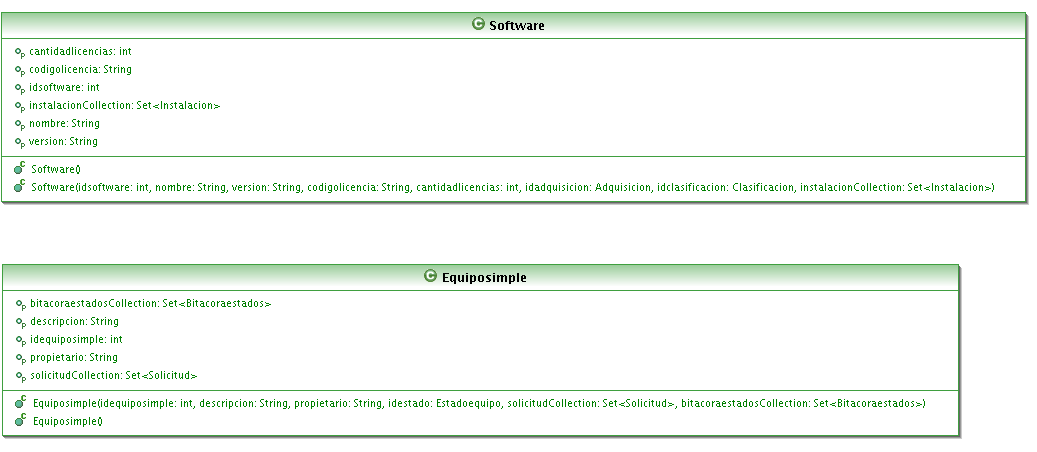 Software
cantidadlicencias: int
codigolicencia: String
idsoftware: int
instalacionCollection: Set<Instalacion>
nombre: String
version: String
Software()
Software(idsoftware: int, nombre: String, version: String, codigolicencia: String, cantidadlicencias: int, idadquisicion: Adquisicion, idclasificacion: Clasificacion, instalacionCollection: Set<Instalacion>)
Equiposimple
bitacoraestadosCollection: Set<Bitacoraestados>
descripcion: String
idequiposimple: int
propietario: String
solicitudCollection: Set<Solicitud>
Equiposimple(idequiposimple: int, descripcion: String, propietario: String, idestado: Estadoequipo, solicitudCollection: Set<Solicitud>, bitacoraestadosCollection: Set<Bitacoraestados>)
Equiposimple()